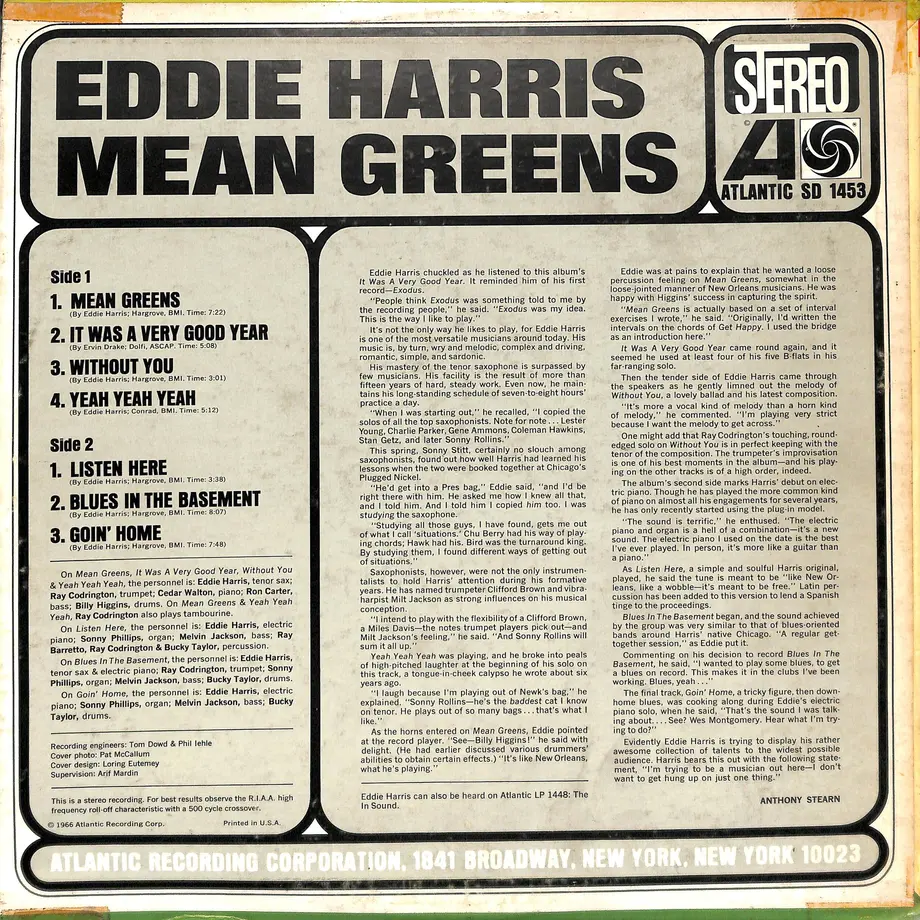 EDDIE HARRIS
MEAN GREENS
STEREO
ATLANTIC SD 1453
Side 1
1. MEAN GREENS
(By Eddie Harris; Hargrove, BMI. Time: 7:22)
2. IT WAS A VERY GOOD YEAR
(By Ervin Drake; Dolfi, ASCAP. Time: 5:08)
3. WITHOUT YOU
(By Eddie Harris; Hargrove, BMI. Time: 3:01)
4. YEAH YEAH YEAH
(By Eddie Harris; Conrad, BMI. Time: 5:12)
Side 2
1. LISTEN HERE
(By Eddie Harris; Hargrove, BMI. Time: 3:38)
2. BLUES IN THE BASEMENT
(By Eddie Harris; Hargrove, BMI. Time: 8:07)
3. GOIN' HOME
(By Eddie Harris; Hargrove, BMI. Time: 7:48)
On Mean Greens, It Was A Very Good Year, Without You
& Yeah Yeah Yeah, the personnel is: Eddie Harris, tenor sax;
Ray Codrington, trumpet; Cedar Walton, piano; Ron Carter,
bass; Billy Higgins, drums. On Mean Greens & Yeah Yeah
Yeah, Ray Codrington also plays tambourine.
On Listen Here, the personnel is: Eddie Harris, electric
piano; Sonny Phillips, organ; Melvin Jackson, bass; Ray
Barretto, Ray Codrington & Bucky Taylor, percussion.
On Blues In The Basement, the personnel is: Eddie Harris,
tenor sax & electric piano; Ray Codrington, trumpet; Sonny
Phillips, organ; Melvin Jackson, bass; Bucky Taylor, drums.
On Goin' Home, the personnel is: Eddie Harris, electric
piano; Sonny Phillips, organ; Melvin Jackson, bass; Bucky
Taylor, drums.
Recording engineers: Tom Dowd & Phil Iehle
Cover photo: Pat McCallum
Cover design: Loring Eutemey
Supervision: Arif Mardin
This is a stereo recording. For best results observe the R.I.A.A. high
frequency roll-off characteristic with a 500 cycle crossover.
© 1966 Atlantic Recording Corp. Printed in U.S.A.
Eddie Harris chuckled as he listened to this album's
It Was A Very Good Year. It reminded him of his first
record—Exodus.
"People think Exodus was something told to me by
the recording people," he said. "Exodus was my idea.
This is the way I like to play."
It's not the only way he likes to play, for Eddie Harris
is one of the most versatile musicians around today. His
music is, by turn, wry and melodic, complex and driving,
romantic, simple, and sardonic.
His mastery of the tenor saxophone is surpassed by
few musicians. His facility is the result of more than
fifteen years of hard, steady work. Even now, he main-
tains his long-standing schedule of seven-to-eight hours'
practice a day.
"When I was starting out," he recalled, "I copied the
solos of all the top saxophonists. Note for note... Lester
Young, Charlie Parker, Gene Ammons, Coleman Hawkins,
Stan Getz, and later Sonny Rollins."
This spring, Sonny Stitt, certainly no slouch among
saxophonists, found out how well Harris had learned his
lessons when the two were booked together at Chicago's
Plugged Nickel.
"He'd get into a Pres bag," Eddie said, "and I'd be
right there with him. He asked me how I knew all that,
and I told him. And I told him I copied him too. I was
studying the saxophone.
"Studying all those guys, I have found, gets me out
of what I call 'situations.' Chu Berry had his way of play-
ing chords; Hawk had his. Bird was the turnaround king.
By studying them, I found different ways of getting out
of situations."
Saxophonists, however, were not the only instrumen-
talists to hold Harris' attention during his formative
years. He has named trumpeter Clifford Brown and vibra-
harpist Milt Jackson as strong influences on his musical
conception.
"I intend to play with the flexibility of a Clifford Brown,
a Miles Davis—the notes trumpet players pick out—and
Milt Jackson's feeling," he said. "And Sonny Rollins will
sum it all up."
Yeah Yeah Yeah was playing, and he broke into peals
of high-pitched laughter at the beginning of his solo on
this track, a tongue-in-cheek calypso he wrote about six
years ago.
"I laugh because I'm playing out of Newk's bag," he
explained. "Sonny Rollins—he's the baddest cat I know
on tenor. He plays out of so many bags... that's what I
like."
As the horns entered on Mean Greens, Eddie pointed
at the record player. "See—Billy Higgins!" he said with
delight. (He had earlier discussed various drummers'
abilities to obtain certain effects.) "It's like New Orleans,
what he's playing."
Eddie Harris can also be heard on Atlantic LP 1448: The
In Sound.
Eddie was at pains to explain that he wanted a loose
percussion feeling on Mean Greens, somewhat in the
loose-jointed manner of New Orleans musicians. He was
happy with Higgins' success in capturing the spirit.
"Mean Greens is actually based on a set of interval
exercises I wrote," he said. "Originally, I'd written the
intervals on the chords of Get Happy. I used the bridge
as an introduction here."
It Was A Very Good Year came round again, and it
seemed he used at least four of his five B-flats in his
far-ranging solo.
Then the tender side of Eddie Harris came through
the speakers as he gently limned out the melody of
Without You, a lovely ballad and his latest composition.
"It's more a vocal kind of melody than a horn kind
of melody," he commented. "I'm playing very strict
because I want the melody to get across."
One might add that Ray Codrington's touching, round-
edged solo on Without You is in perfect keeping with the
tenor of the composition. The trumpeter's improvisation
is one of his best moments in the album—and his play-
ing on the other tracks is of a high order, indeed.
The album's second side marks Harris' debut on elec-
tric piano. Though he has played the more common kind
of piano on almost all his engagements for several years,
he has only recently started using the plug-in model.
"The sound is terrific," he enthused. "The electric
piano and organ is a hell of a combination—it's a new
sound. The electric piano I used on the date is the best
I've ever played. In person, it's more like a guitar than
a piano."
As Listen Here, a simple and soulful Harris original,
played, he said the tune is meant to be "like New Or-
leans, like a wobble—it's meant to be free." Latin per-
cussion has been added to this version to lend a Spanish
tinge to the proceedings.
Blues In The Basement began, and the sound achieved
by the group was very similar to that of blues-oriented
bands around Harris' native Chicago. "A regular get-
together session," as Eddie put it.
Commenting on his decision to record Blues In The
Basement, he said, "I wanted to play some blues, to get
a blues on record. This makes it in the clubs I've been
working. Blues, yeah..."
The final track, Goin' Home, a tricky figure, then down-
home blues, was cooking along during Eddie's electric
piano solo, when he said, "That's the sound I was talk-
ing about.... See? Wes Montgomery. Hear what I'm try-
ing to do?"
Evidently Eddie Harris is trying to display his rather
awesome collection of talents to the widest possible
audience. Harris bears this out with the following state-
ment, "I'm trying to be a musician out here—I don't
want to get hung up on just one thing."
ANTHONY STEARN
ATLANTIC RECORDING CORPORATION, 1841 BROADWAY, NEW YORK, NEW YORK 10023